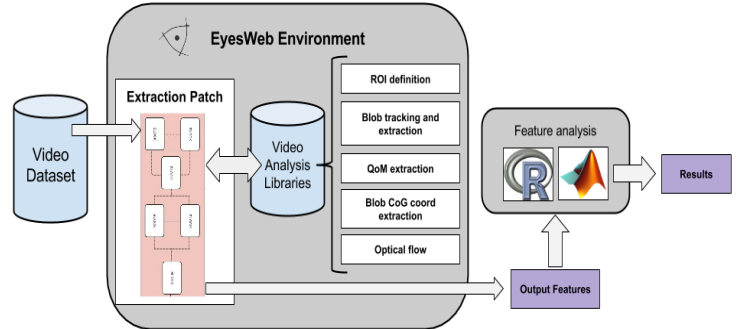 EyesWeb Environment
Extraction Patch
Video
Dataset
Video
Analysis
Libraries
ROI definition
Blob tracking and
extraction
QoM extraction
Blob CoG coord
extraction
Optical flow
Feature analysis
R
Results
Output Features